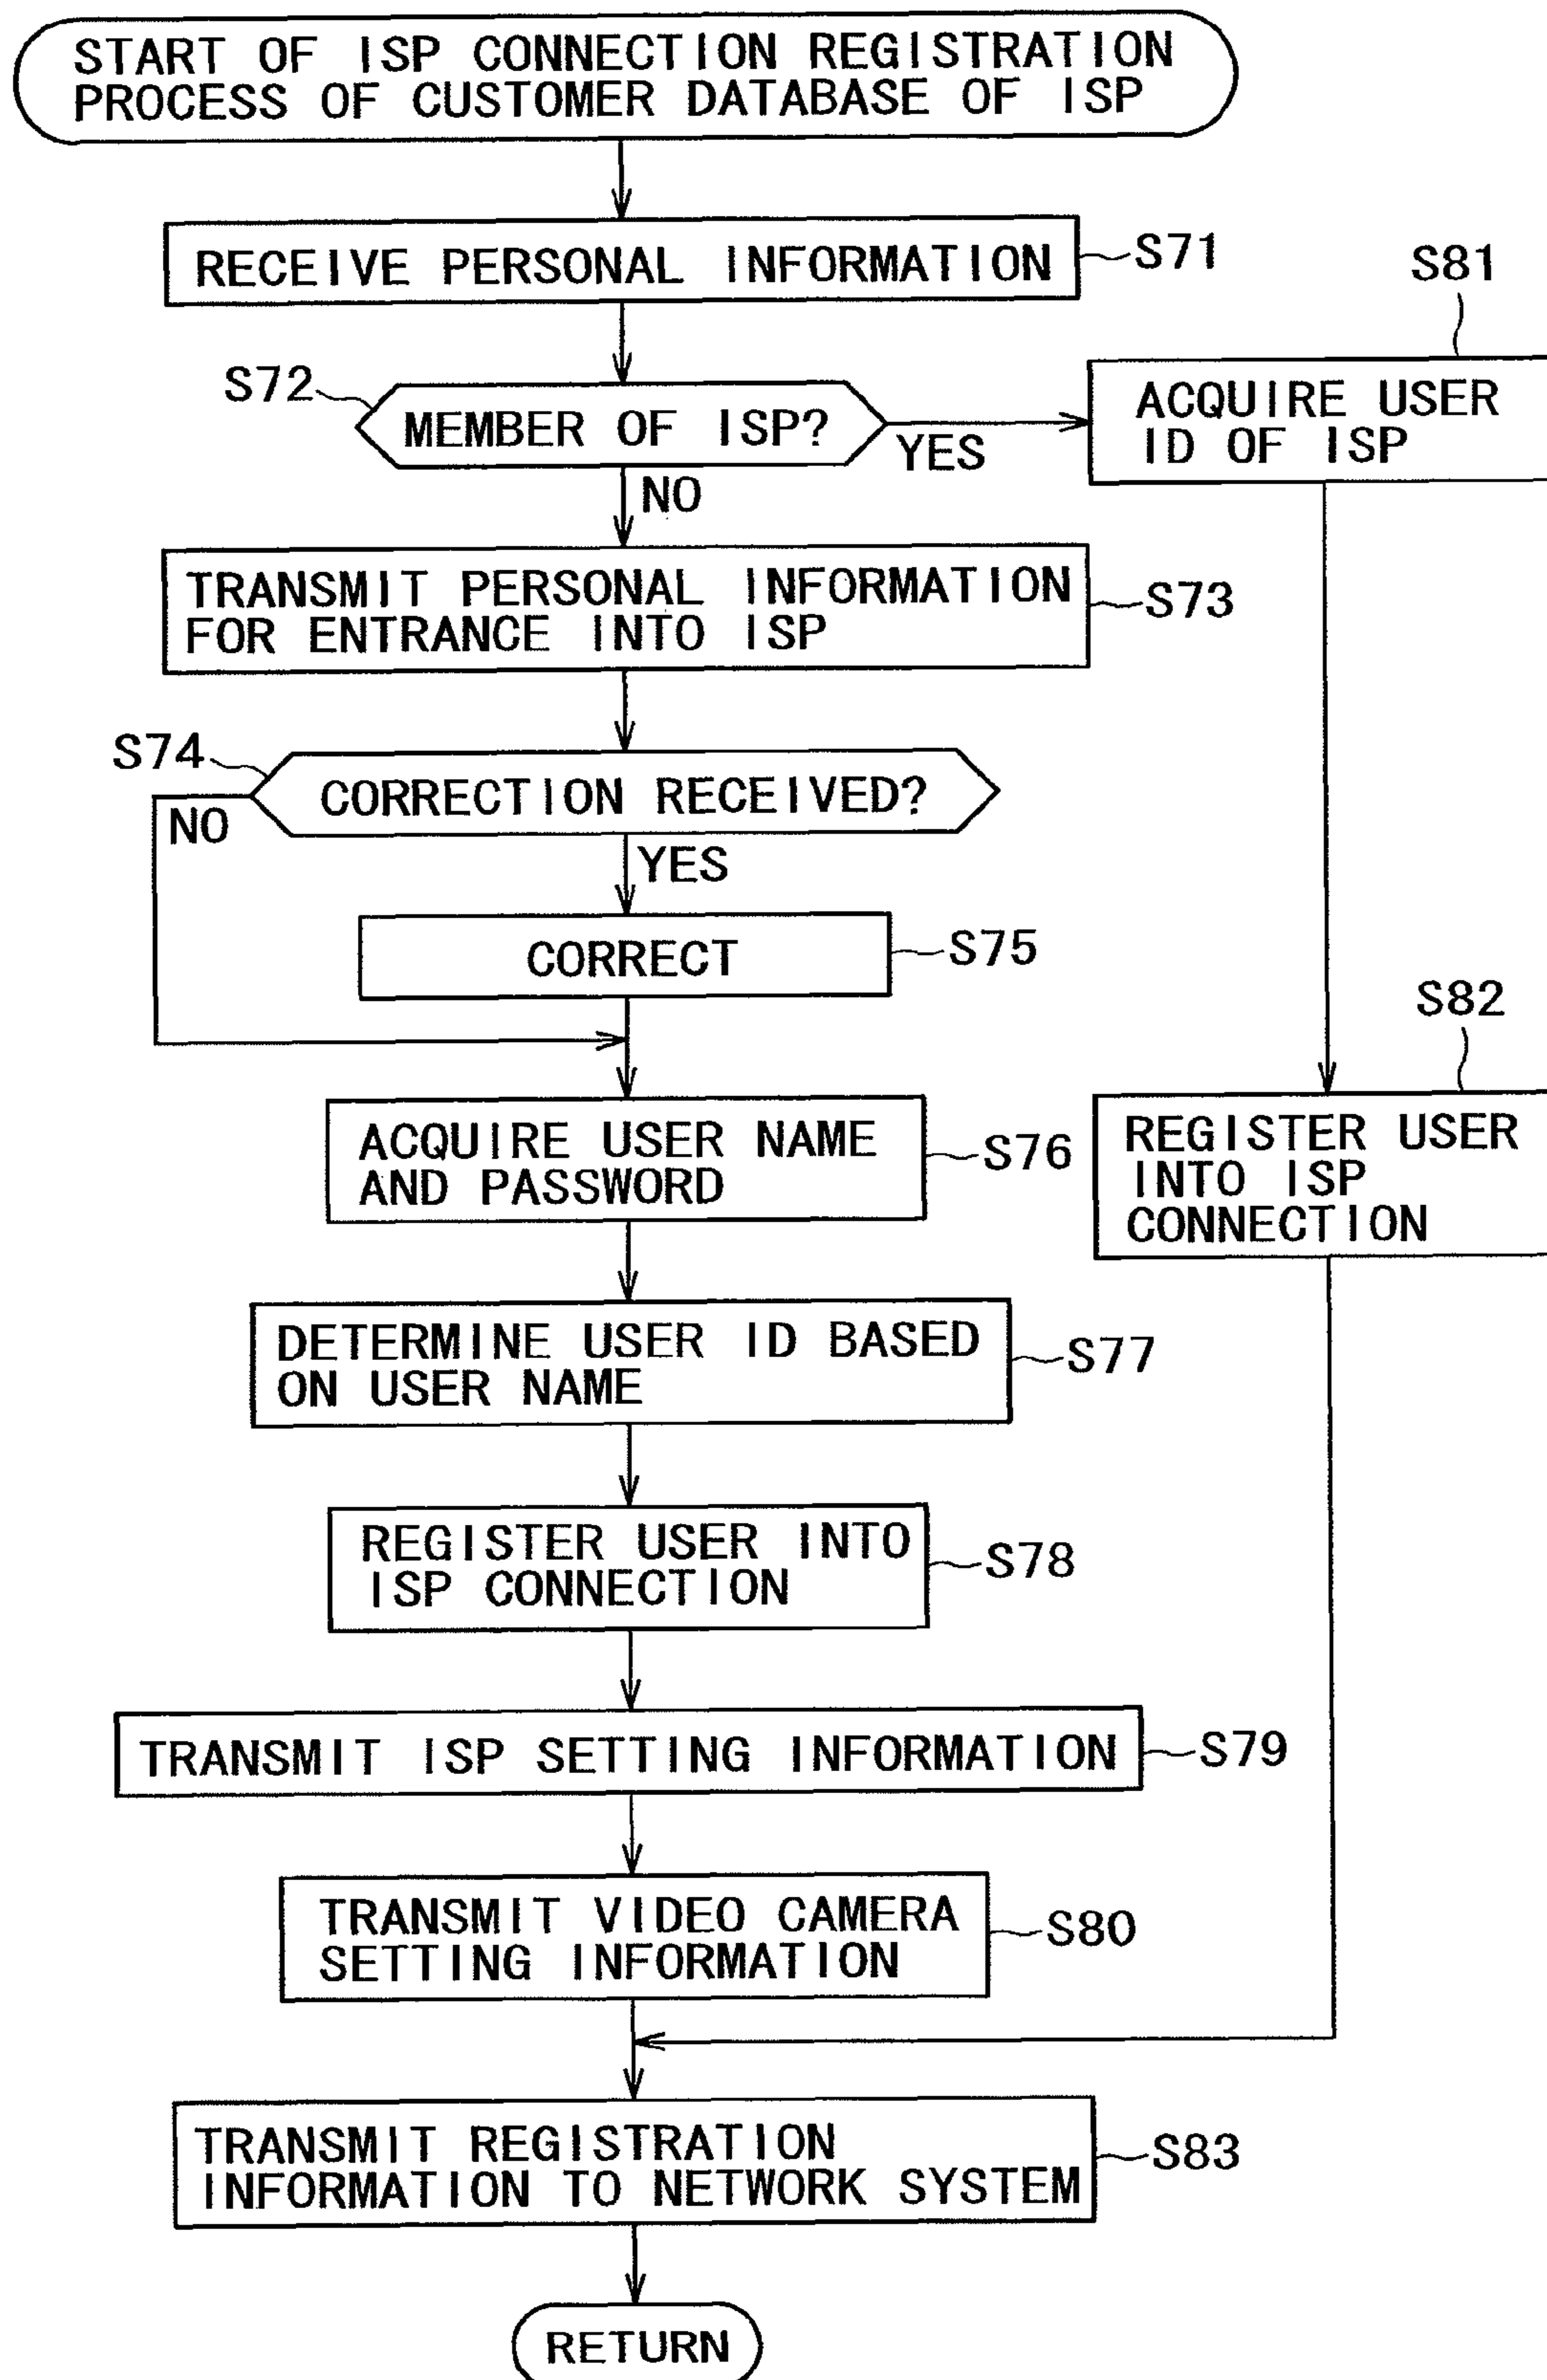 START OF ISP CONNECTION REGISTRATION
PROCESS OF CUSTOMER DATABASE OF ISP
RECEIVE PERSONAL INFORMATION
S71
S81
S72
MEMBER OF ISP?
YES
ACQUIRE USER
ID OF ISP
NO
TRANSMIT PERSONAL INFORMATION
FOR ENTRANCE INTO ISP
S73
S74
CORRECTION RECEIVED?
NO
YES
CORRECT
S75
S82
ACQUIRE USER NAME
AND PASSWORD
S76
REGISTER USER
INTO ISP
CONNECTION
DETERMINE USER ID BASED
ON USER NAME
S77
REGISTER USER INTO
ISP CONNECTION
S78
TRANSMIT ISP SETTING INFORMATION
S79
TRANSMIT VIDEO CAMERA
SETTING INFORMATION
S80
TRANSMIT REGISTRATION
INFORMATION TO NETWORK SYSTEM
S83
RETURN